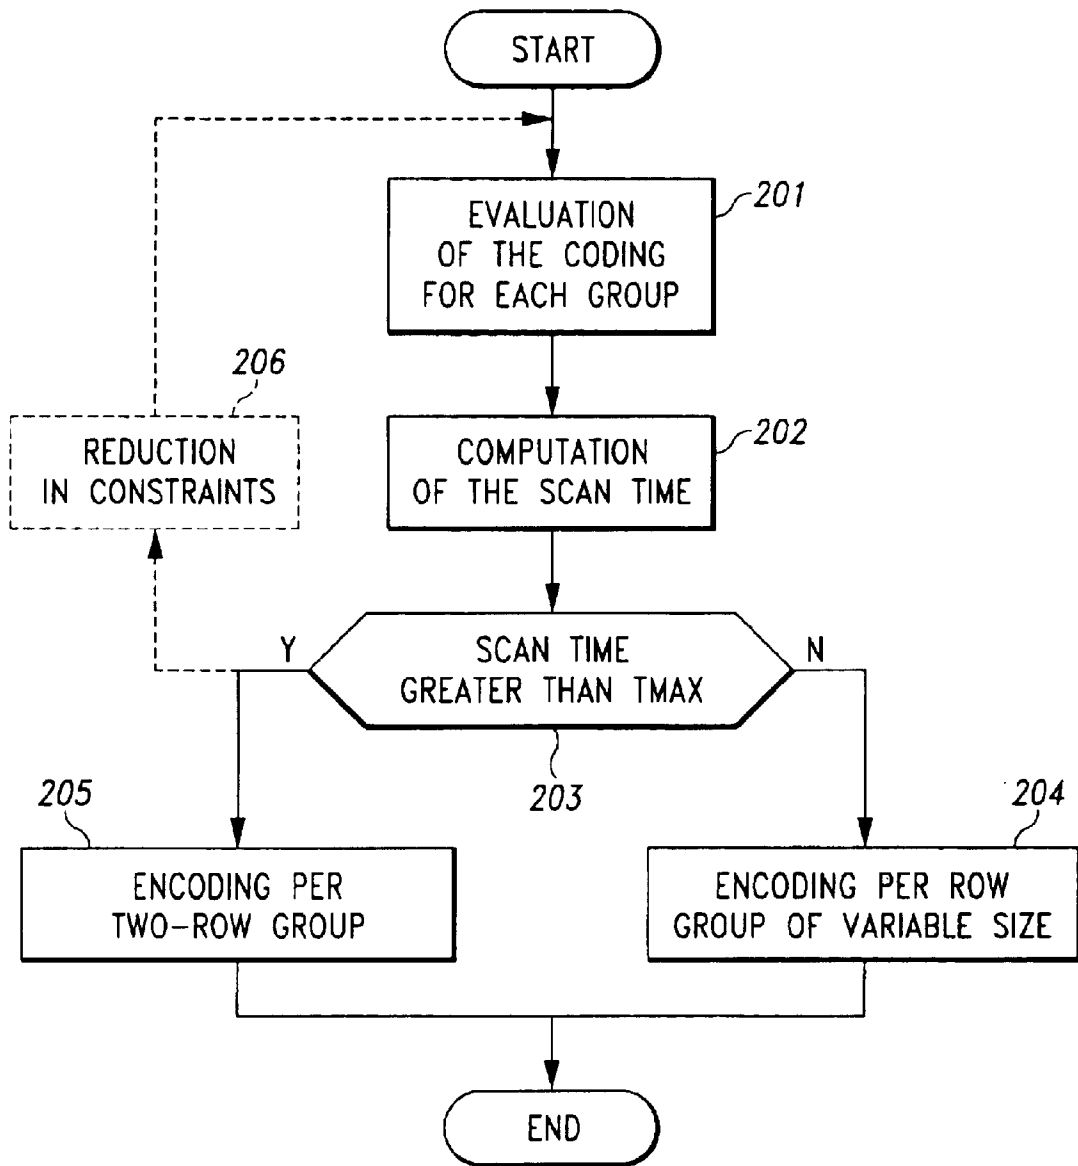 START
EVALUATION
OF THE CODING
FOR EACH GROUP
201
206
REDUCTION
IN CONSTRAINTS
COMPUTATION
OF THE SCAN TIME
202
Y
SCAN TIME
GREATER THAN TMAX
N
203
205
ENCODING PER
TWO-ROW GROUP
204
ENCODING PER ROW
GROUP OF VARIABLE SIZE
END